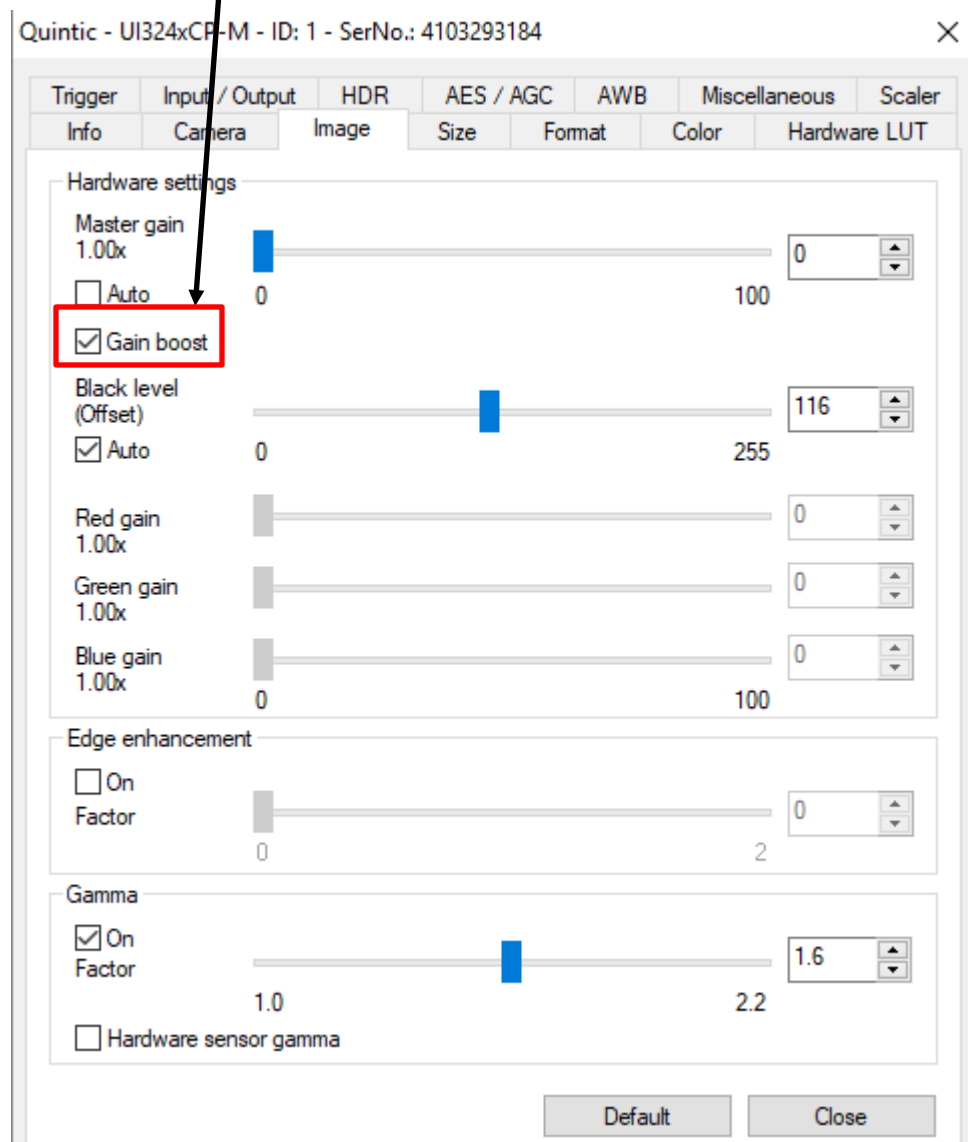 Quintic - UI324xCP-M - ID: 1 - SerNo.: 4103293184
Trigger Input / Output HDR AES / AGC AWB Miscellaneous Scaler
Info Camera Image Size Format Color Hardware LUT
Hardware settings
Master gain
1.00x
0
Auto 0 100
Gain boost
Black level
(Offset)
116
Auto 0 255
Red gain
1.00x
0
Green gain
1.00x
0
Blue gain
1.00x
0
0 100
Edge enhancement
On
Factor
0
0 2
Gamma
On
Factor
1.6
1.0 2.2
Hardware sensor gamma
Default Close